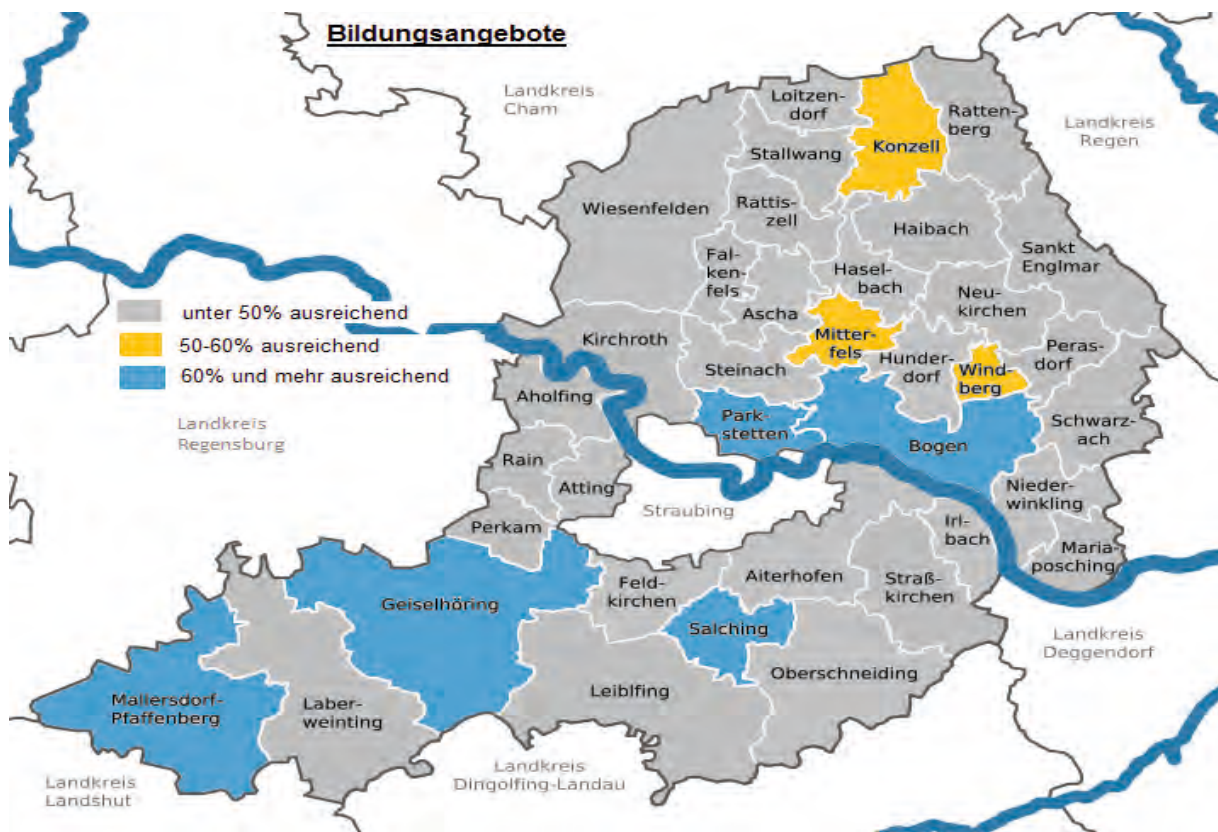 Bildungsangebote
Landkreis
Cham
Loitzen-
dorf
Ratten-
berg
Landkreis
Regen
Konzell
Stallwang
Wiesenfelden
Rattis-
zell
Haibach
Sankt
Englmar
Fal-
ken-
fels
Hasel-
bach
Neu-
kirchen
Ascha
unter 50% ausreichend
50-60% ausreichend
60% und mehr ausreichend
Kirchroth
Mitter-
fels
Hunder-
dorf
Peras-
dorf
Steinach
Wind-
berg
Aholfing
Landkreis
Regensburg
Park-
stetten
Bogen
Schwarz-
ach
Rain
Atting
Nieder-
winkling
Straubing
Perkam
Irl-
bach
Maria-
posching
Feld-
kirchen
Aiterhofen
Straß-
kirchen
Geiselhöring
Salching
Landkreis
Deggendorf
Oberschneiding
Leiblfing
Mallersdorf-
Pfaffenberg
Laber-
weinting
Landkreis
Dingolfing-Landau
Landkreis
Landshut